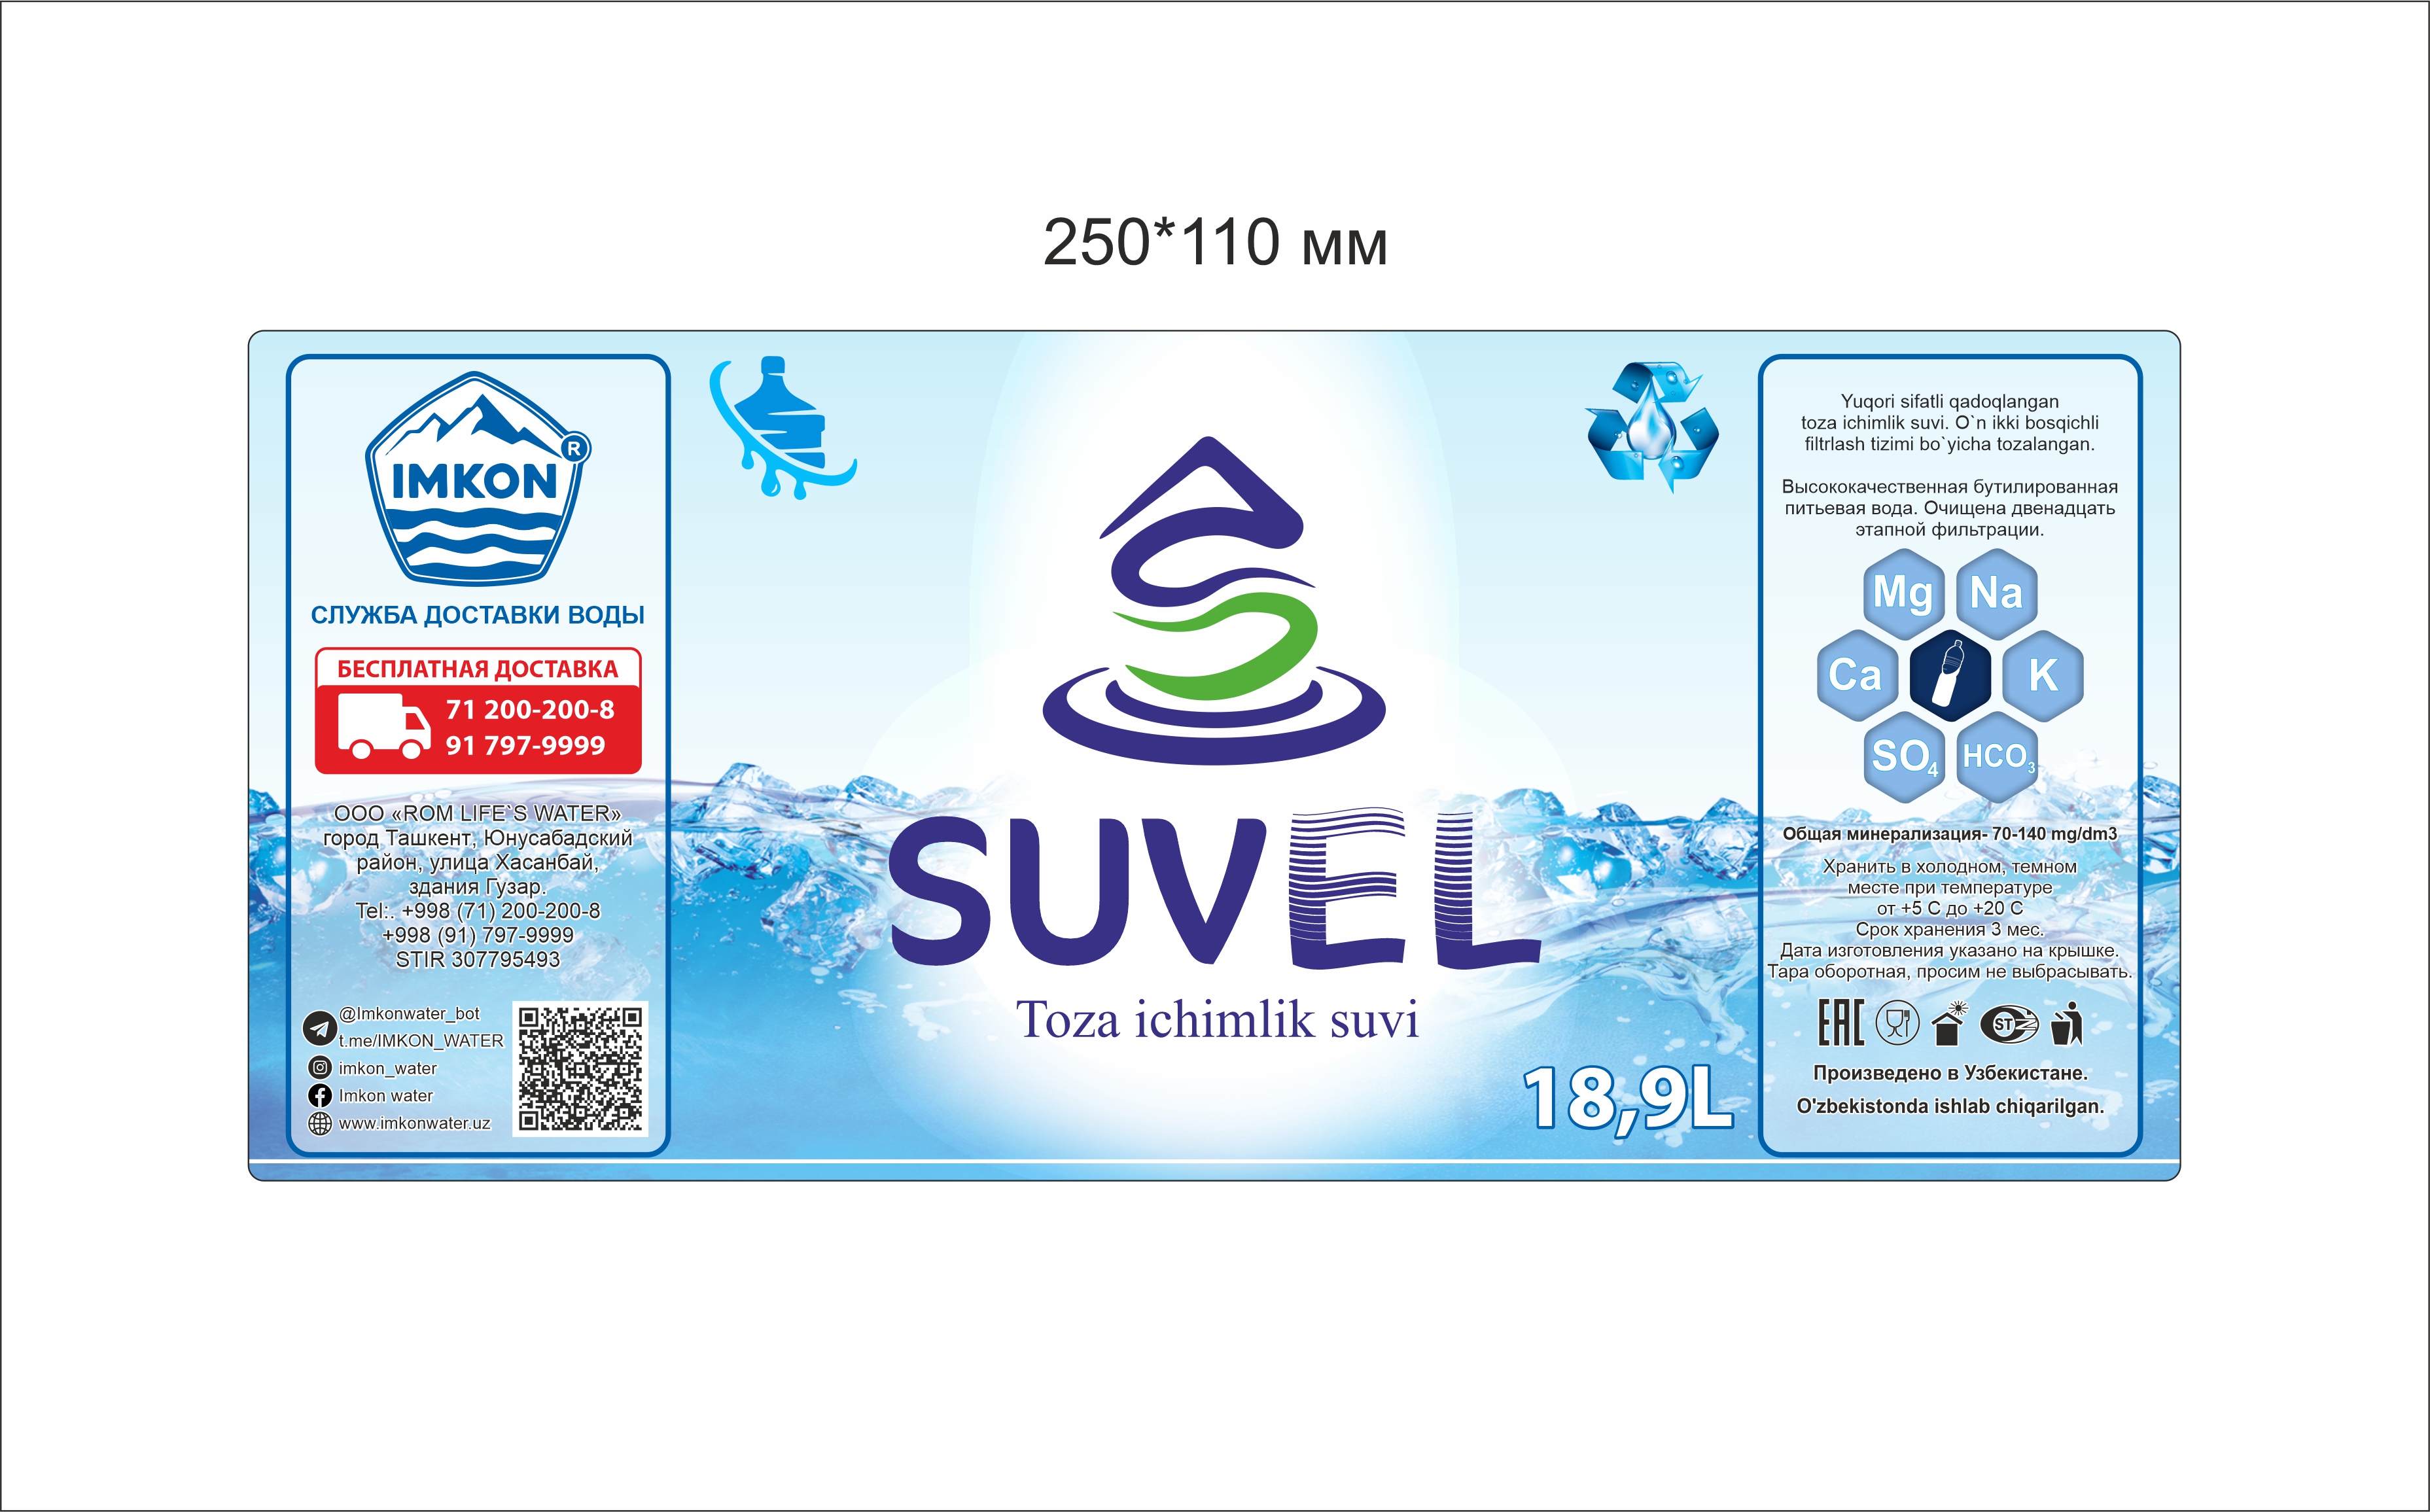 250*110 мм
IMKON
R
СЛУЖБА ДОСТАВКИ ВОДЫ
БЕСПЛАТНАЯ ДОСТАВКА
71 200-200-8
91 797-9999
ООО «ROM LIFE`S WATER»
город Ташкент, Юнусабадский
район, улица Хасанбай,
здания Гузар.
Tel:. +998 (71) 200-200-8
+998 (91) 797-9999
STIR 307795493
@Imkonwater_bot
t.me/IMKON_WATER
imkon_water
Imkon water
www.imkonwater.uz
SUVEL
Toza ichimlik suvi
18,9L
Yuqori sifatli qadoqlangan
toza ichimlik suvi. O`n ikki bosqichli
filtrlash tizimi bo`yicha tozalangan.
Высококачественная бутилированная
питьевая вода. Очищена двенадцать
этапной фильтрации.
Mg Na
Ca K
SO4 HCO3
Общая минерализация- 70-140 mg/dm3
Хранить в холодном, темном
месте при температуре
от +5 С до +20 С
Срок хранения 3 мес.
Дата изготовления указано на крышке.
Тара оборотная, просим не выбрасывать.
EAC
ST
Произведено в Узбекистане.
O'zbekistonda ishlab chiqarilgan.